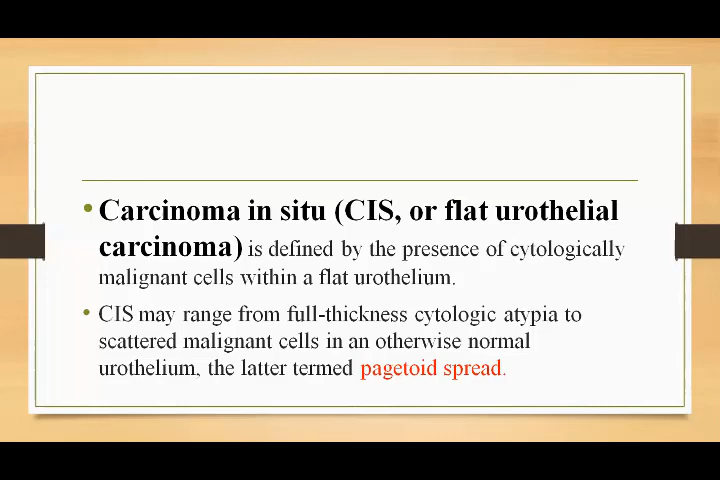 • Carcinoma in situ (CIS, or flat urothelial
carcinoma) is defined by the presence of cytologically
malignant cells within a flat urothelium.
• CIS may range from full-thickness cytologic atypia to
scattered malignant cells in an otherwise normal
urothelium, the latter termed pagetoid spread.